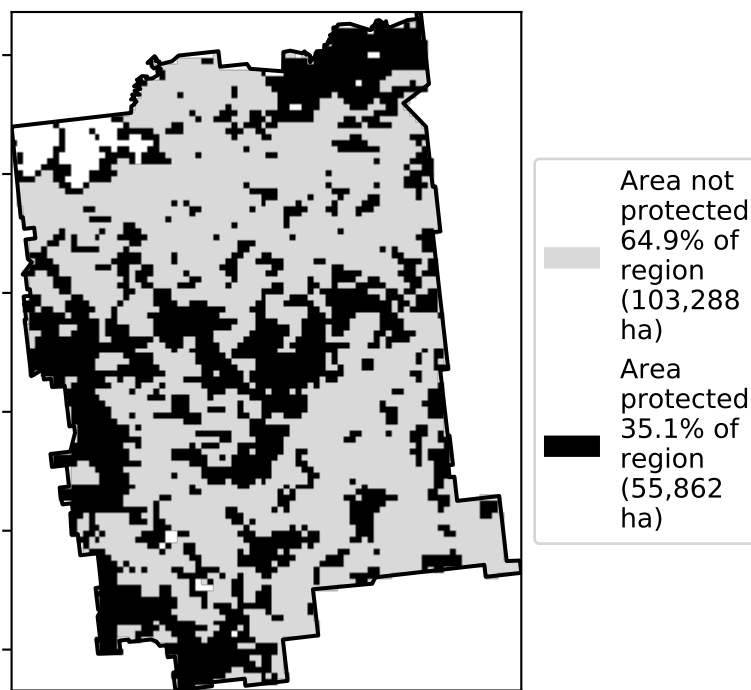 Area not
protected
64.9% of
region
(103,288
ha)
Area
protected
35.1% of
region
(55,862
ha)